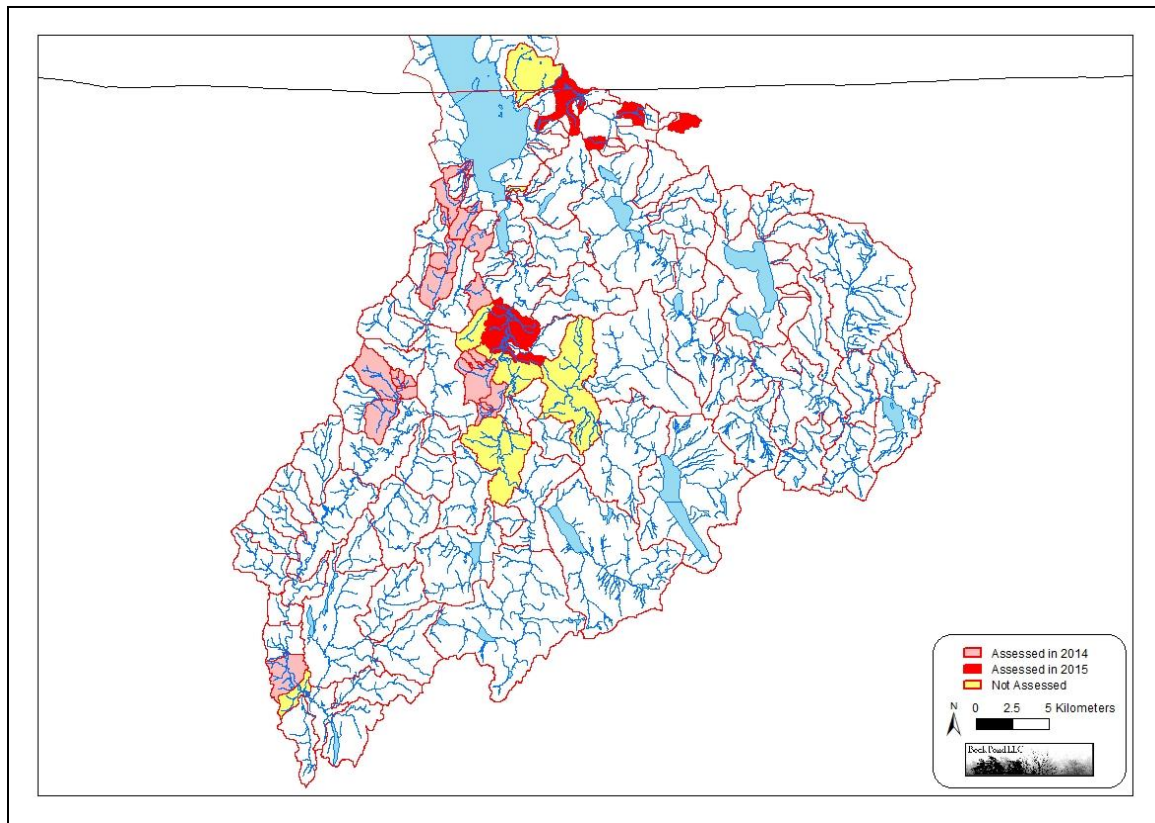 Assessed in 2014
Assessed in 2015
Not Assessed
N 0 2.5 5 Kilometers
Beck Pond LLC